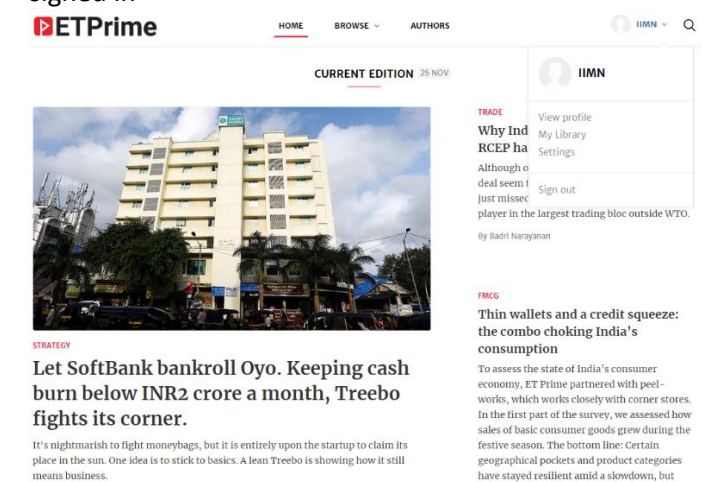 signed in
ETPrime
HOME
BROWSE
AUTHORS
IIMN
CURRENT EDITION 25 NOV
IIMN
View profile
My Library
Settings
Sign out
STRATEGY
Let SoftBank bankroll Oyo. Keeping cash
burn below INR2 crore a month, Treebo
fights its corner.
It's nightmarish to fight moneybags, but it is entirely upon the startup to claim its
place in the sun. One idea is to stick to basics. A lean Treebo is showing how it still
means business.
TRADE
Why Ind
RCEP ha
Although o
deal seem
just missed
player in the largest trading bloc outside WTO.
By Badri Narayanan
FMCG
Thin wallets and a credit squeeze:
the combo choking India's
consumption
To assess the state of India's consumer
economy, ET Prime partnered with peel-
works, which works closely with corner stores.
In the first part of the survey, we assessed how
sales of basic consumer goods grew during the
festive season. The bottom line: Certain
geographical pockets and product categories
have stayed resilient amid a slowdown, but